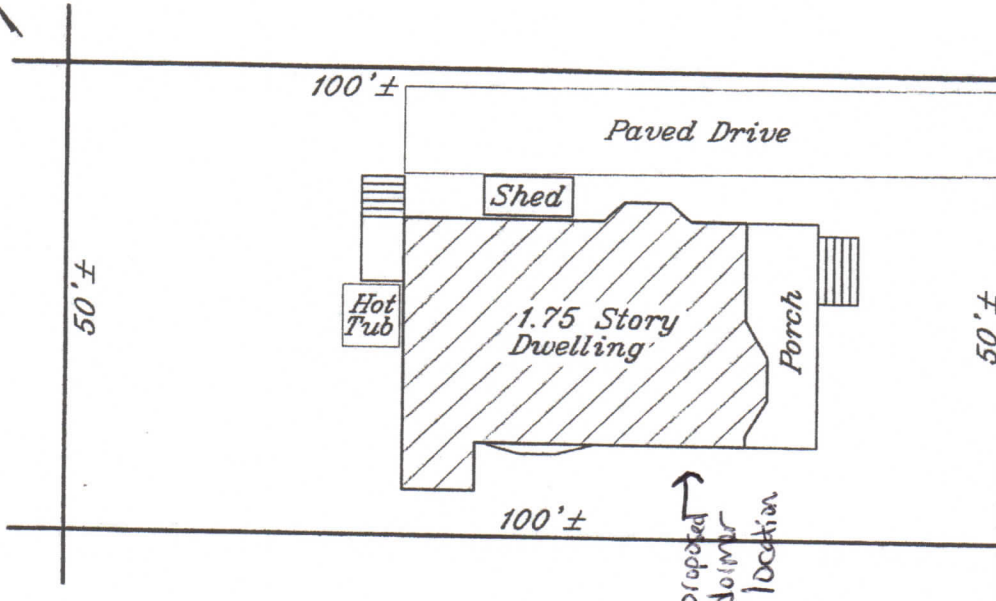 100'±
Paved Drive
Shed
50'±
Hot
Tub
1.75 Story
Dwelling
Porch
50'±
100'±
proposed
dormer
location